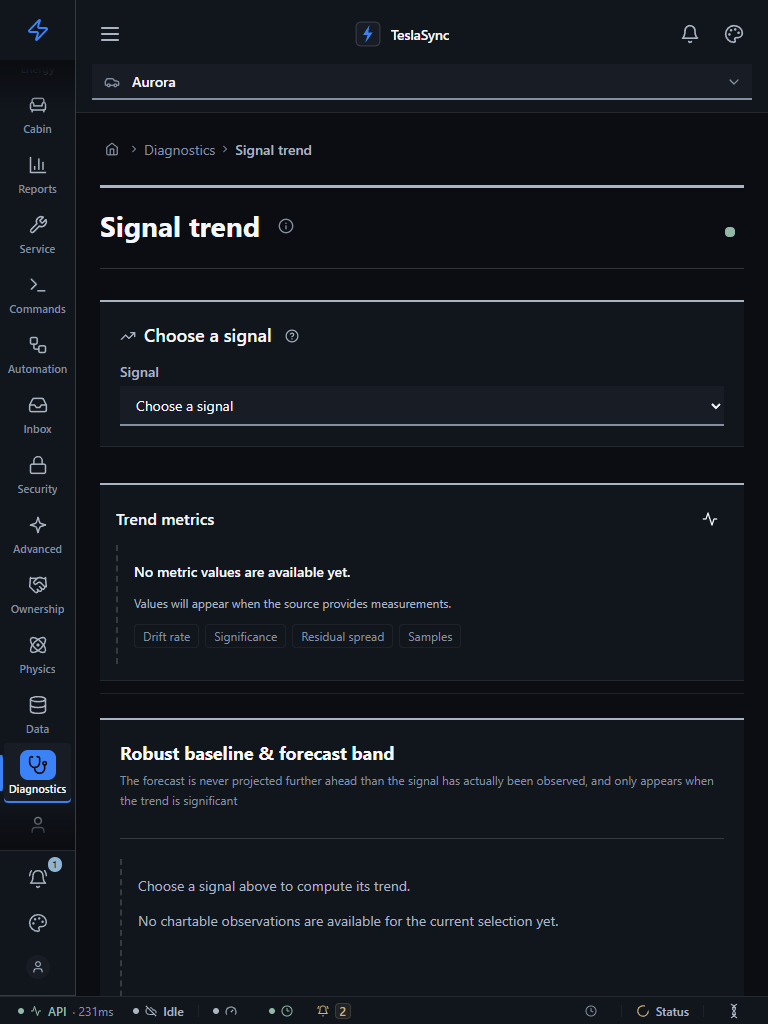 TeslaSync
Aurora
Energy
Cabin
Reports
Service
Commands
Automation
Inbox
Security
Advanced
Ownership
Physics
Data
Diagnostics
1
Diagnostics
Signal trend
Signal trend
Choose a signal
Signal
Choose a signal
Trend metrics
No metric values are available yet.
Values will appear when the source provides measurements.
Drift rate
Significance
Residual spread
Samples
Robust baseline & forecast band
The forecast is never projected further ahead than the signal has actually been observed, and only appears when
the trend is significant
Choose a signal above to compute its trend.
No chartable observations are available for the current selection yet.
API · 231ms
Idle
2
Status